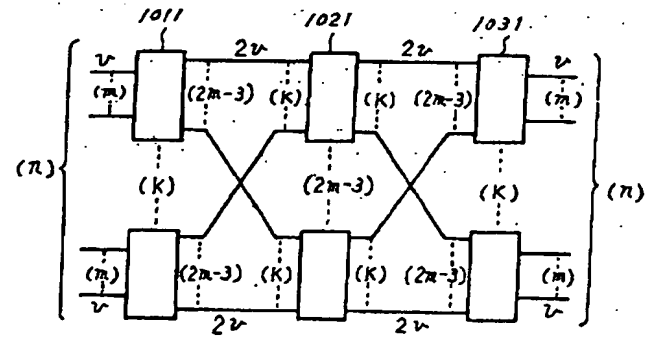 1011 1021 1031
v 2v 2v v
(m) (2m-3) (K) (K) (2m-3) (m)
(n) (K) (2m-3) (K) (n)
(m) (2m-3) (K) (K) (2m-3) (m)
v 2v 2v v